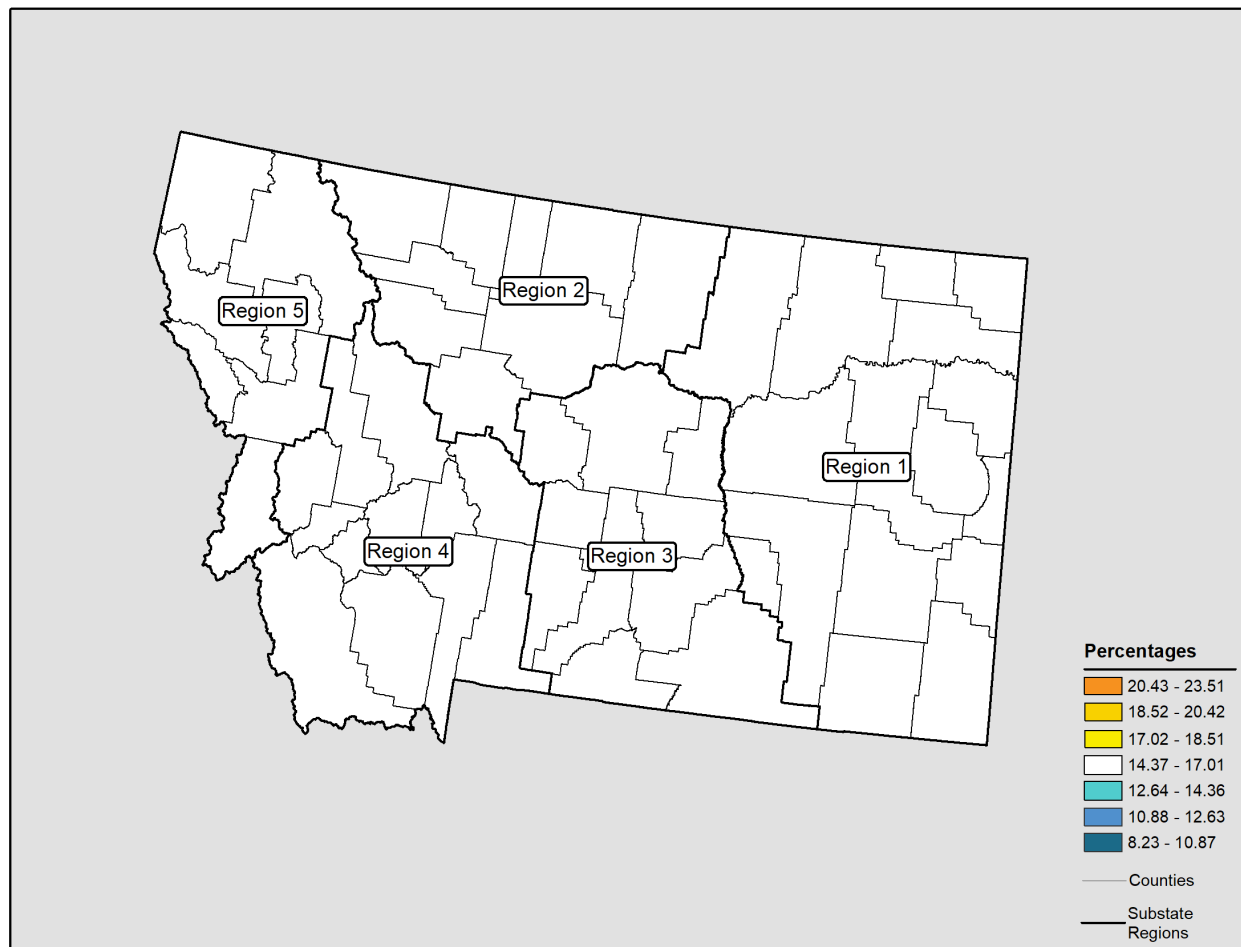 Region 2
Region 5
Region 1
Region 4
Region 3
Percentages
20.43 - 23.51
18.52 - 20.42
17.02 - 18.51
14.37 - 17.01
12.64 - 14.36
10.88 - 12.63
8.23 - 10.87
Counties
Substate
Regions